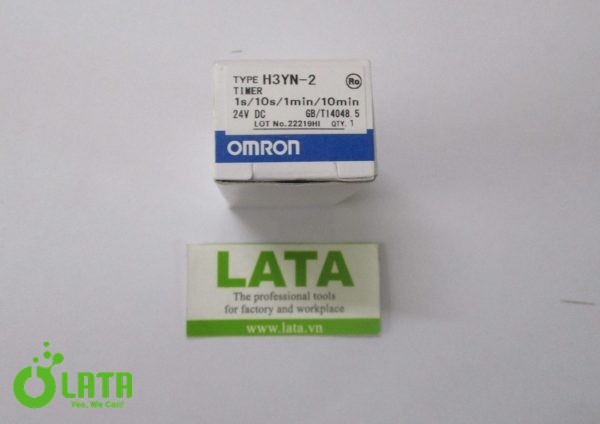 TYPE H3YN-2
Ro
TIMER
1s/10s/1min/10min
24V DC GB/T14048.5
LOT No.22219HI QTY.1
OMRON
LATA
The professional tools
for factory and workplace
www.lata.vn
LATA
Yes, We Can!